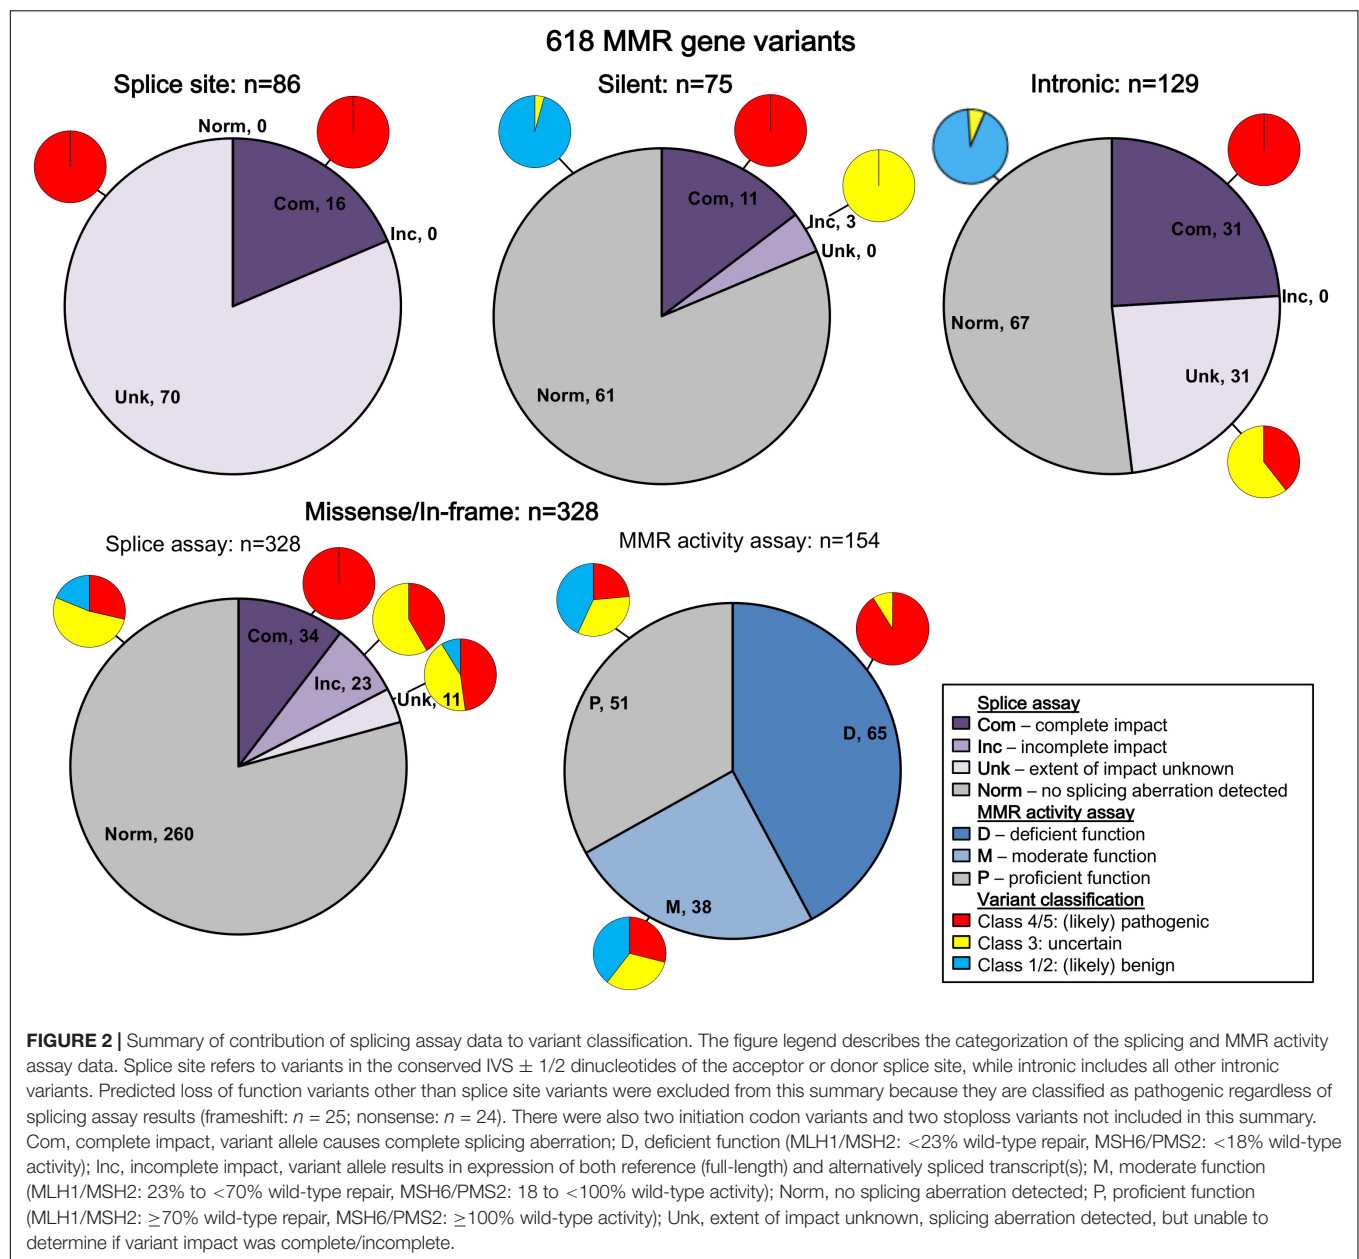 618 MMR gene variants
Splice site: n=86
Norm, 0
Com, 16
Inc, 0
Unk, 70
Silent: n=75
Com, 11
Inc, 3
Unk, 0
Norm, 61
Intronic: n=129
Com, 31
Inc, 0
Norm, 67
Unk, 31
Missense/In-frame: n=328
Splice assay: n=328
Com, 34
Inc, 23
Unk, 11
Norm, 260
MMR activity assay: n=154
P, 51
D, 65
M, 38
Splice assay
Com – complete impact
Inc – incomplete impact
Unk – extent of impact unknown
Norm – no splicing aberration detected
MMR activity assay
D – deficient function
M – moderate function
P – proficient function
Variant classification
Class 4/5: (likely) pathogenic
Class 3: uncertain
Class 1/2: (likely) benign
FIGURE 2 | Summary of contribution of splicing assay data to variant classification. The figure legend describes the categorization of the splicing and MMR activity
assay data. Splice site refers to variants in the conserved IVS ± 1/2 dinucleotides of the acceptor or donor splice site, while intronic includes all other intronic
variants. Predicted loss of function variants other than splice site variants were excluded from this summary because they are classified as pathogenic regardless of
splicing assay results (frameshift: n = 25; nonsense: n = 24). There were also two initiation codon variants and two stoploss variants not included in this summary.
Com, complete impact, variant allele causes complete splicing aberration; D, deficient function (MLH1/MSH2: <23% wild-type repair, MSH6/PMS2: <18% wild-type
activity); Inc, incomplete impact, variant allele results in expression of both reference (full-length) and alternatively spliced transcript(s); M, moderate function
(MLH1/MSH2: 23% to <70% wild-type repair, MSH6/PMS2: 18 to <100% wild-type activity); Norm, no splicing aberration detected; P, proficient function
(MLH1/MSH2: ≥70% wild-type repair, MSH6/PMS2: ≥100% wild-type activity); Unk, extent of impact unknown, splicing aberration detected, but unable to
determine if variant impact was complete/incomplete.